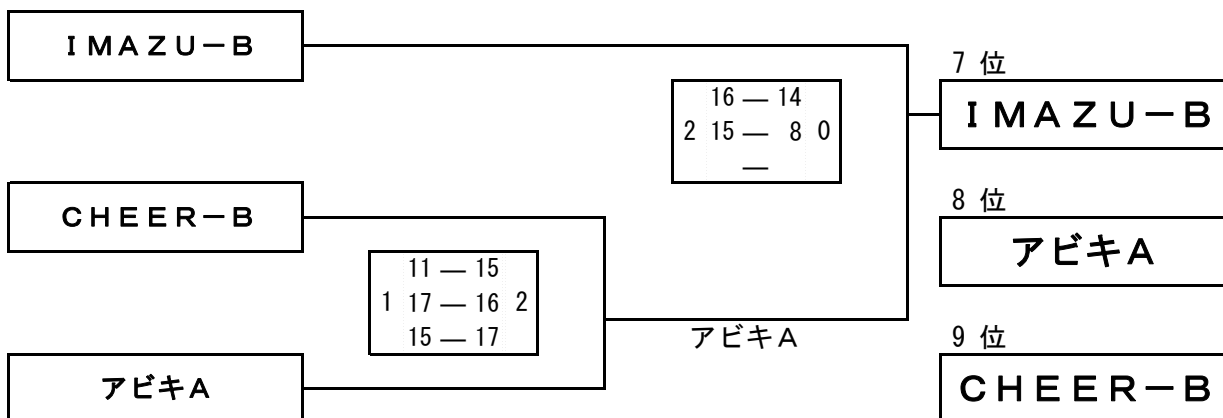 ＩＭＡＺＵ－Ｂ
7 位
16 — 14
2 15 — 8 0
—
ＩＭＡＺＵ－Ｂ
ＣＨＥＥＲ－Ｂ
8 位
アビキＡ
11 — 15
1 17 — 16 2
15 — 17
アビキＡ
9 位
アビキＡ
ＣＨＥＥＲ－Ｂ